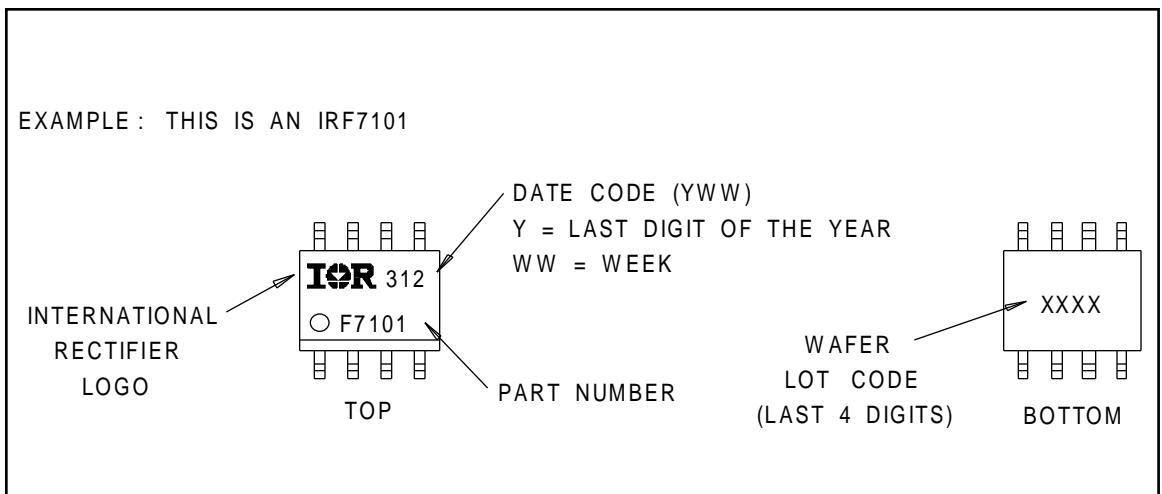 EXAMPLE : THIS IS AN IRF7101
DATE CODE (YWW)
Y = LAST DIGIT OF THE YEAR
WW = WEEK
IOR 312
F7101
INTERNATIONAL
RECTIFIER
LOGO
PART NUMBER
TOP
XXXX
WAFER
LOT CODE
(LAST 4 DIGITS)
BOTTOM